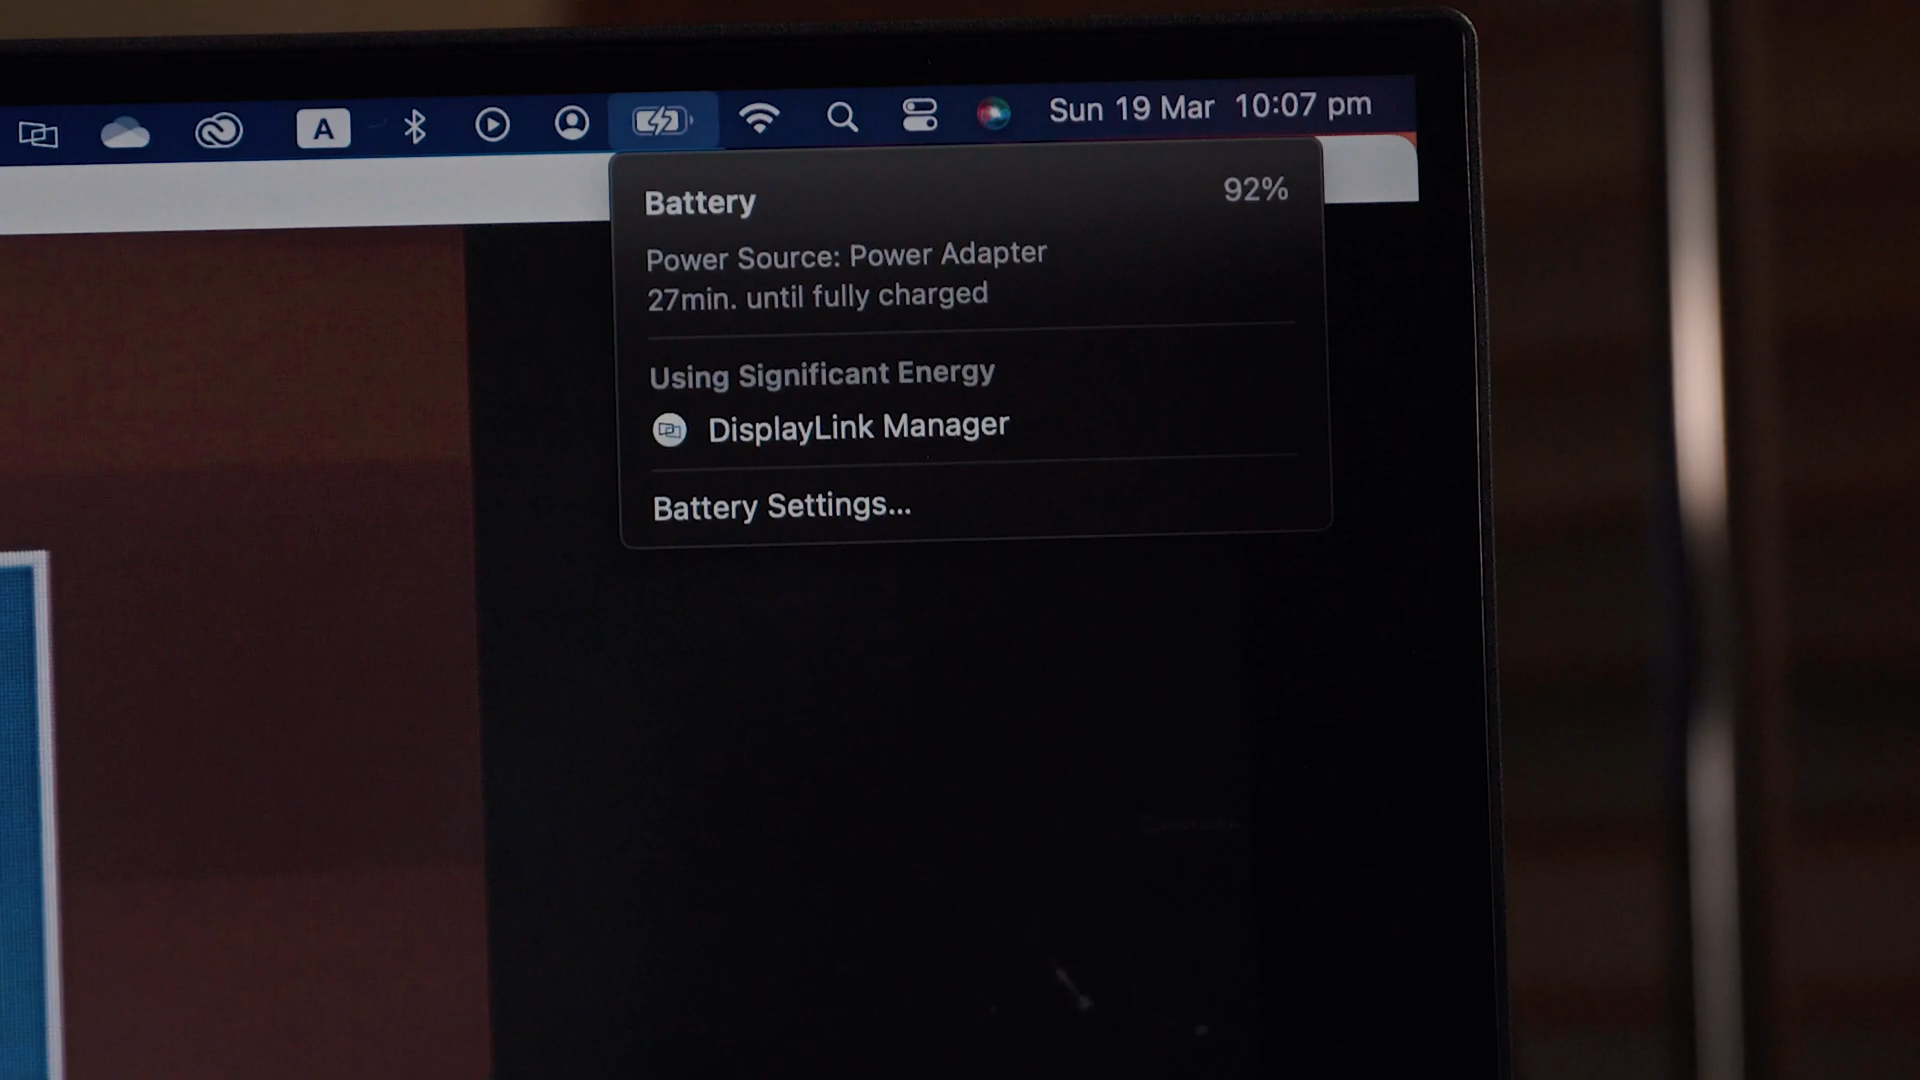 A
Sun 19 Mar 10:07 pm
Battery 92%
Power Source: Power Adapter
27min. until fully charged
Using Significant Energy
DisplayLink Manager
Battery Settings...